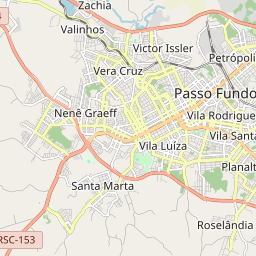 Zachia
Valinhos
Victor Issler
Petrópoli
Vera Cruz
Passo Fundo
Nenê Graeff
Vila Rodrigue
Vila Santa
Vila Luíza
Planalt
Santa Marta
Roselândia
RSC-153